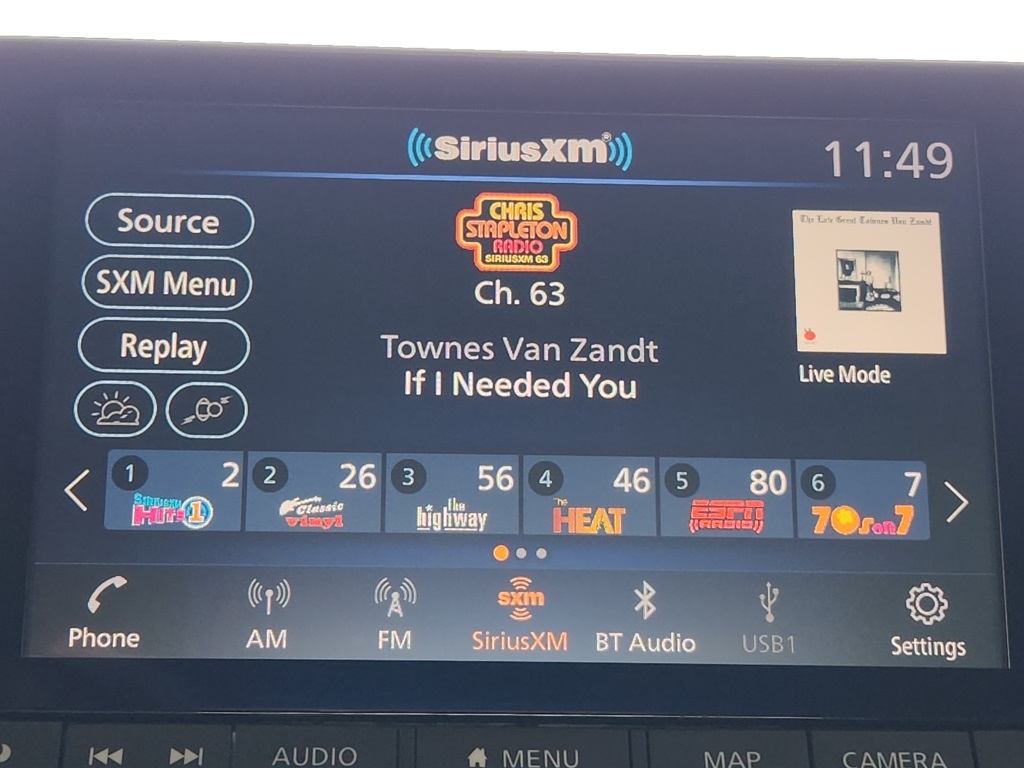 SiriusXM®
11:49
Source
SXM Menu
Replay
CHRIS
STAPLETON
RADIO
SIRIUSXM 63
Ch. 63
Townes Van Zandt
If I Needed You
The Late Great Townes Van Zandt
Live Mode
1 2
SiriusXM
HITS 1
2 26
Classic
Vinyl
3 56
the
highway
4 46
The
HEAT
5 80
ESPN
RADIO
6 7
70s on 7
Phone
AM
FM
sxm
SiriusXM
BT Audio
USB1
Settings
AUDIO
MENU
MAP
CAMERA